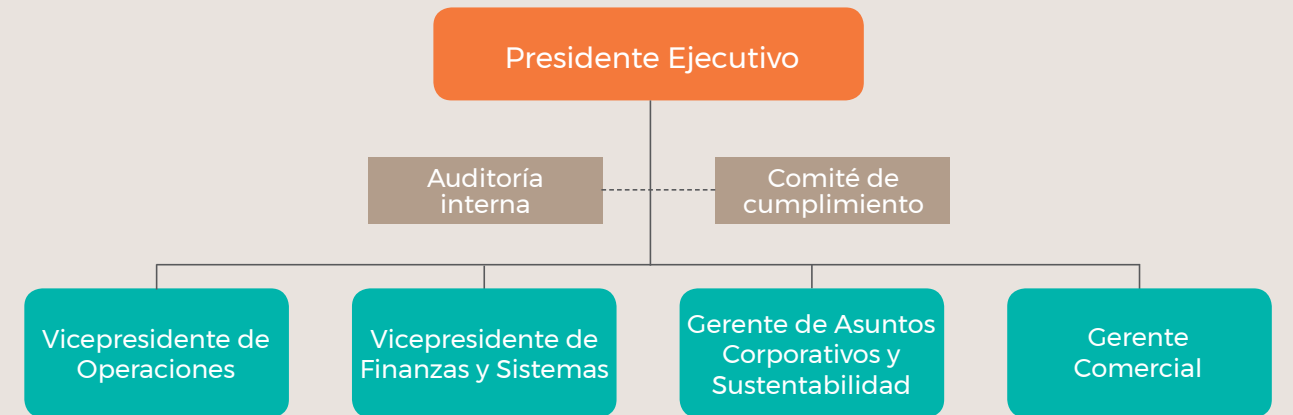 Presidente Ejecutivo
Auditoría
interna
Comité de
cumplimiento
Vicepresidente de
Operaciones
Vicepresidente de
Finanzas y Sistemas
Gerente de Asuntos
Corporativos y
Sustentabilidad
Gerente
Comercial